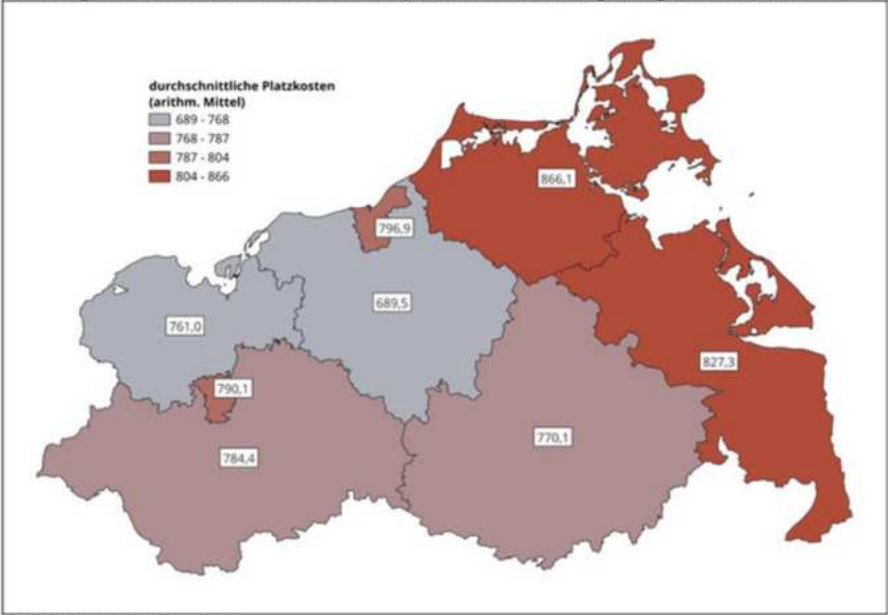 durchschnittliche Platzkosten
(arithm. Mittel)
689 - 768
768 - 787
787 - 804
804 - 866
866,1
796,9
689,5
761,0
827,3
790,1
770,1
784,4